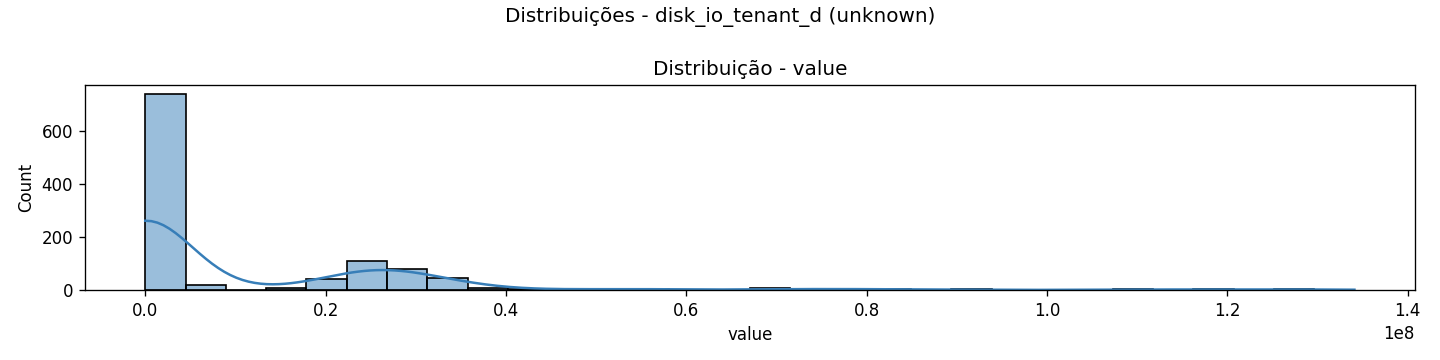 Distribuições - disk_io_tenant_d (unknown)
Distribuição - value
Count
600
400
200
0
0.0 0.2 0.4 0.6 0.8 1.0 1.2 1.4
1e8
value